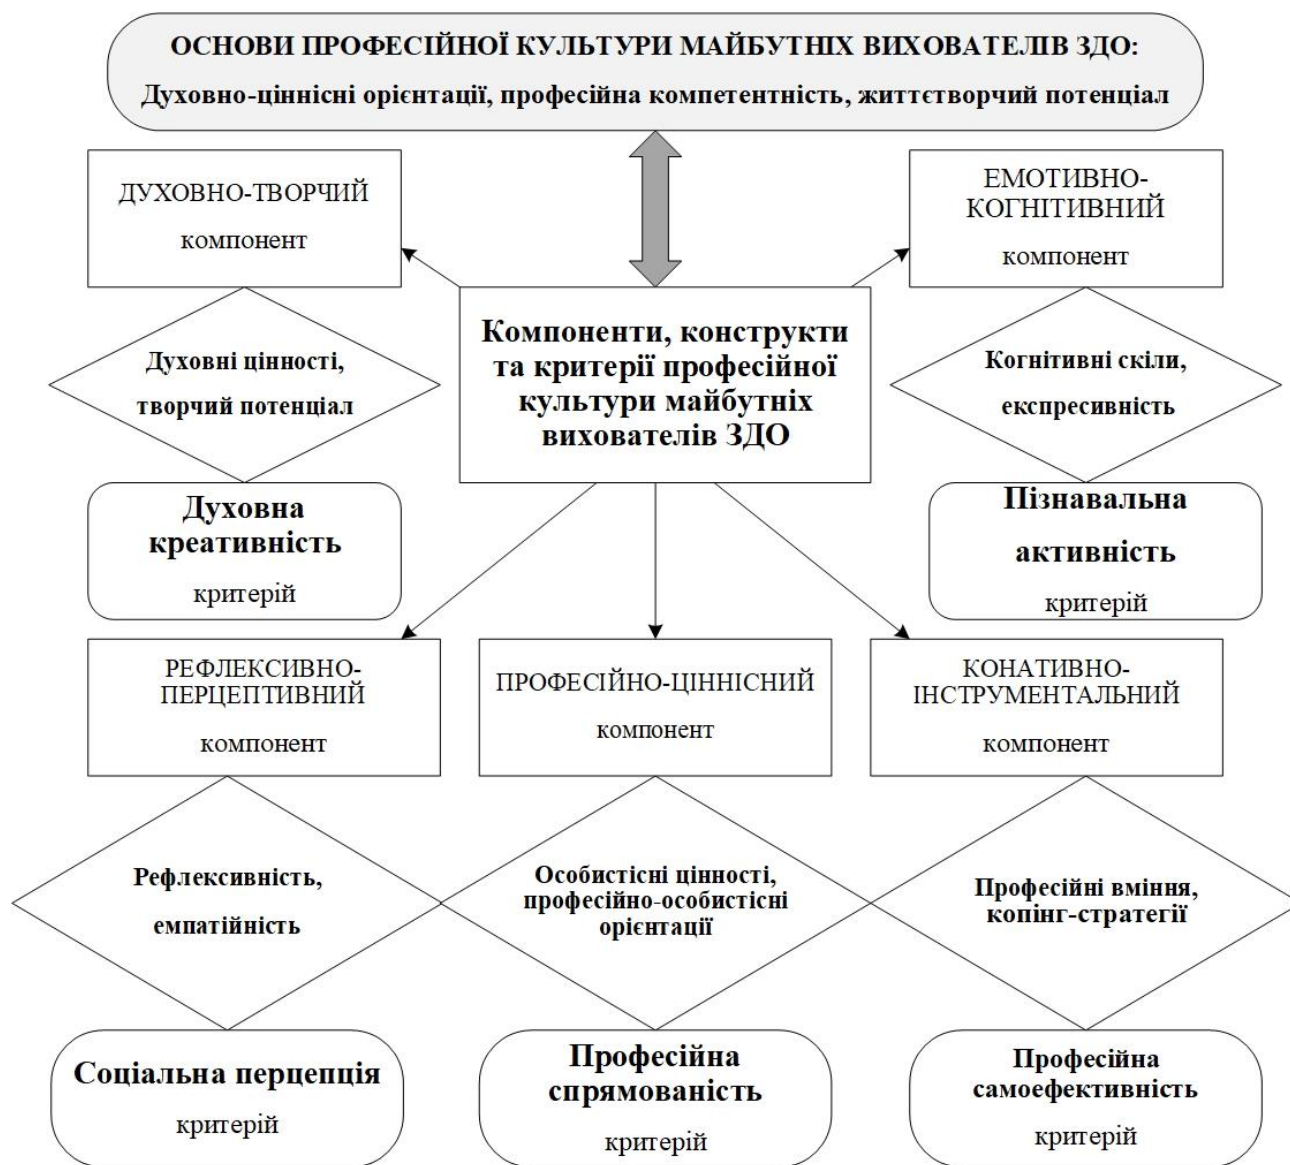 ОСНОВИ ПРОФЕСІЙНОЇ КУЛЬТУРИ МАЙБУТНІХ ВИХОВАТЕЛІВ ЗДО:
Духовно-ціннісні орієнтації, професійна компетентність, життєтворчий потенціал
ДУХОВНО-ТВОРЧИЙ
компонент
ЕМОТИВНО-
КОГНІТИВНИЙ
компонент
Компоненти, конструкти
та критерії професійної
культури майбутніх
вихователів ЗДО
Духовні цінності,
творчий потенціал
Когнітивні скіли,
експресивність
Духовна
креативність
критерій
Пізнавальна
активність
критерій
РЕФЛЕКСИВНО-
ПЕРЦЕПТИВНИЙ
компонент
ПРОФЕСІЙНО-ЦІННІСНИЙ
компонент
КОНАТИВНО-
ІНСТРУМЕНТАЛЬНИЙ
компонент
Рефлексивність,
емпатійність
Особистісні цінності,
професійно-особистісні
орієнтації
Професійні вміння,
копінг-стратегії
Соціальна перцепція
критерій
Професійна
спрямованість
критерій
Професійна
самоефективність
критерій